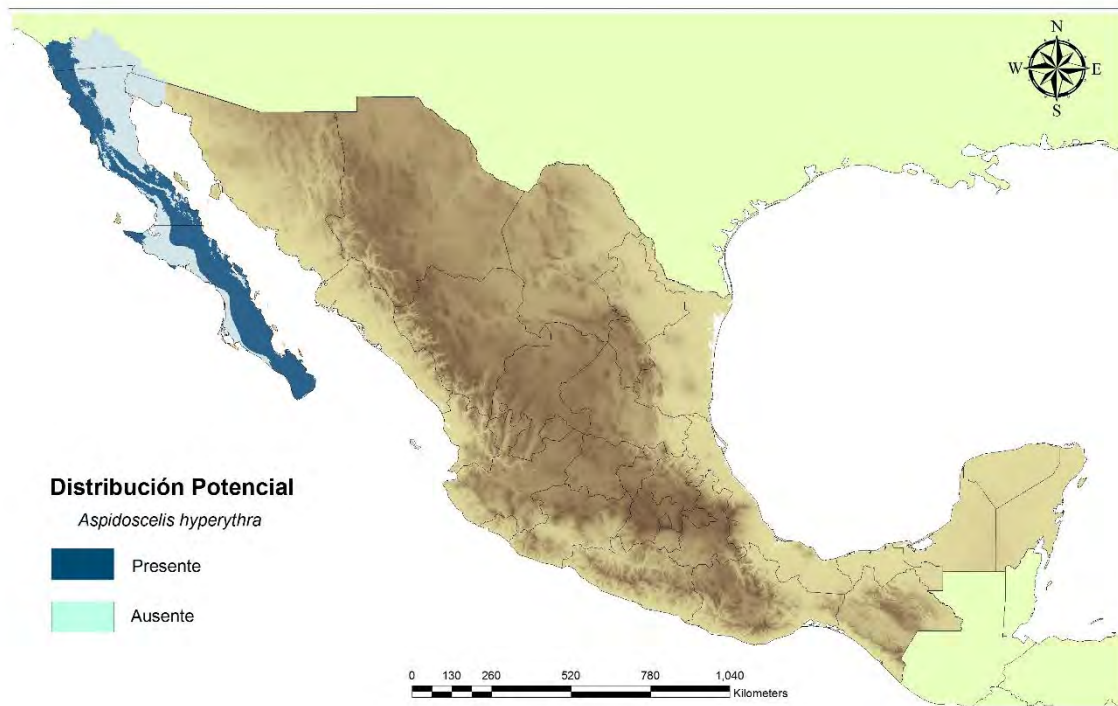 N
W E
S
Distribución Potencial
Aspidoscelis hyperythra
Presente
Ausente
0 130 260 520 780 1,040
Kilometers